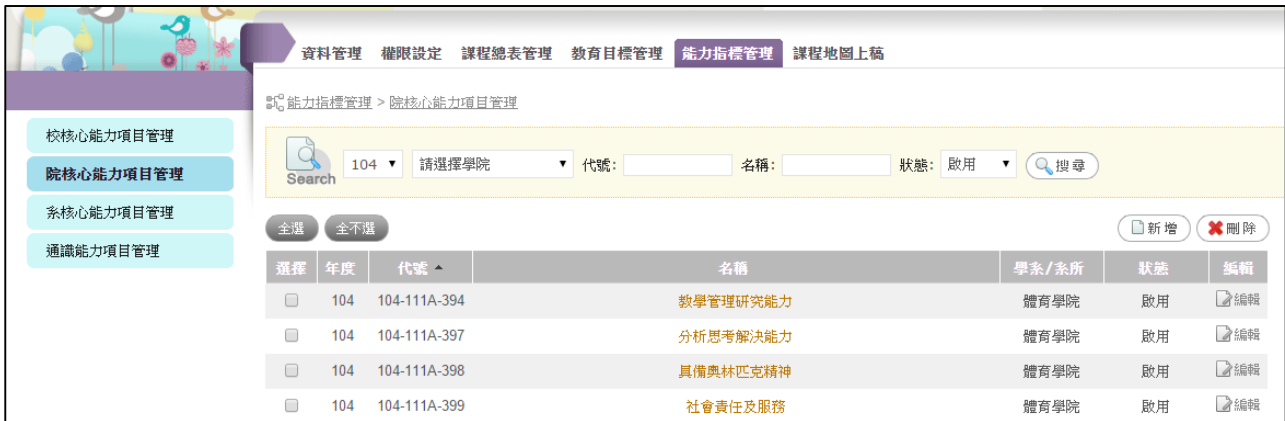 資料管理 權限設定 課程總表管理 教育目標管理 能力指標管理 課程地圖上稿
能力指標管理 > 院核心能力項目管理
校核心能力項目管理
院核心能力項目管理
系核心能力項目管理
通識能力項目管理
Search 104 請選擇學院 代號: 名稱: 狀態: 啟用 搜尋
全選 全不選 新增 刪除
選擇 年度 代號 名稱 學系/系所 狀態 編輯
104 104-111A-394 教學管理研究能力 體育學院 啟用 編輯
104 104-111A-397 分析思考解決能力 體育學院 啟用 編輯
104 104-111A-398 具備奧林匹克精神 體育學院 啟用 編輯
104 104-111A-399 社會責任及服務 體育學院 啟用 編輯